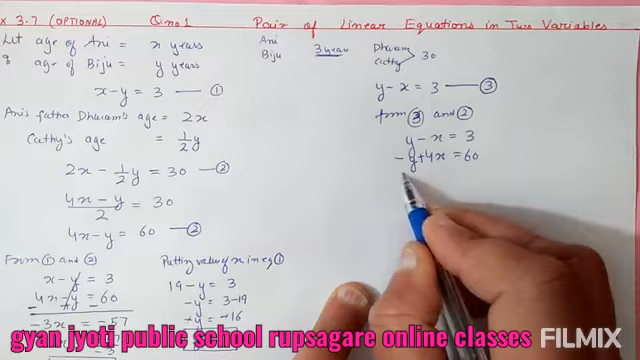 x 3.7 (OPTIONAL) Q.no 1 Pair of Linear Equations in Two Variables
Let age of Ani = x years
& age of Biju = y years
x - y = 3 — ①
Ani's father Dharam's age = 2x
Cathy's age = 1/2 y
2x - 1/2 y = 30 — ②
4x - y / 2 = 30
4x - y = 60 — ②
From ① and ②
x - y = 3
4x - y = 60
- + -
-3x = -57
Putting value of x in eq ①
19 - y = 3
-y = 3-19
-y = -16
Ani
Biju 3 years
Dharam
Cathy > 30
y - x = 3 — ③
from ③ and ②
y - x = 3
-y + 4x = 60
gyan jyoti public school rupsagare online classes
FILMIX